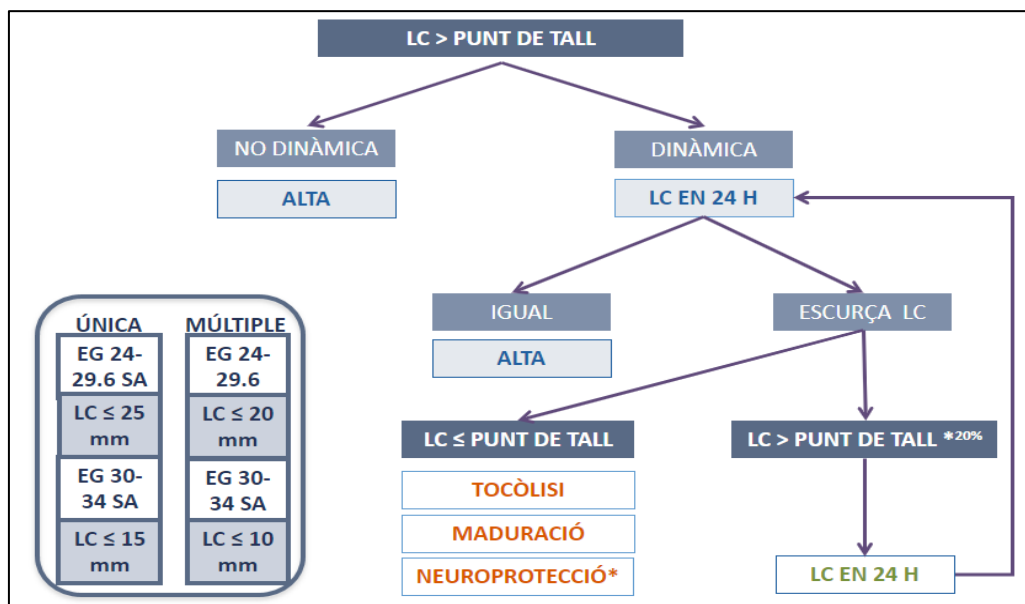 LC > PUNT DE TALL
NO DINÀMICA
DINÀMICA
ALTA
LC EN 24 H
IGUAL
ESCURÇA LC
ALTA
LC ≤ PUNT DE TALL
LC > PUNT DE TALL *20%
TOCÒLISI
MADURACIÓ
NEUROPROTECCIÓ*
LC EN 24 H
ÚNICA
EG 24-
29.6 SA
LC ≤ 25
mm
EG 30-
34 SA
LC ≤ 15
mm
MÚLTIPLE
EG 24-
29.6
LC ≤ 20
mm
EG 30-
34 SA
LC ≤ 10
mm